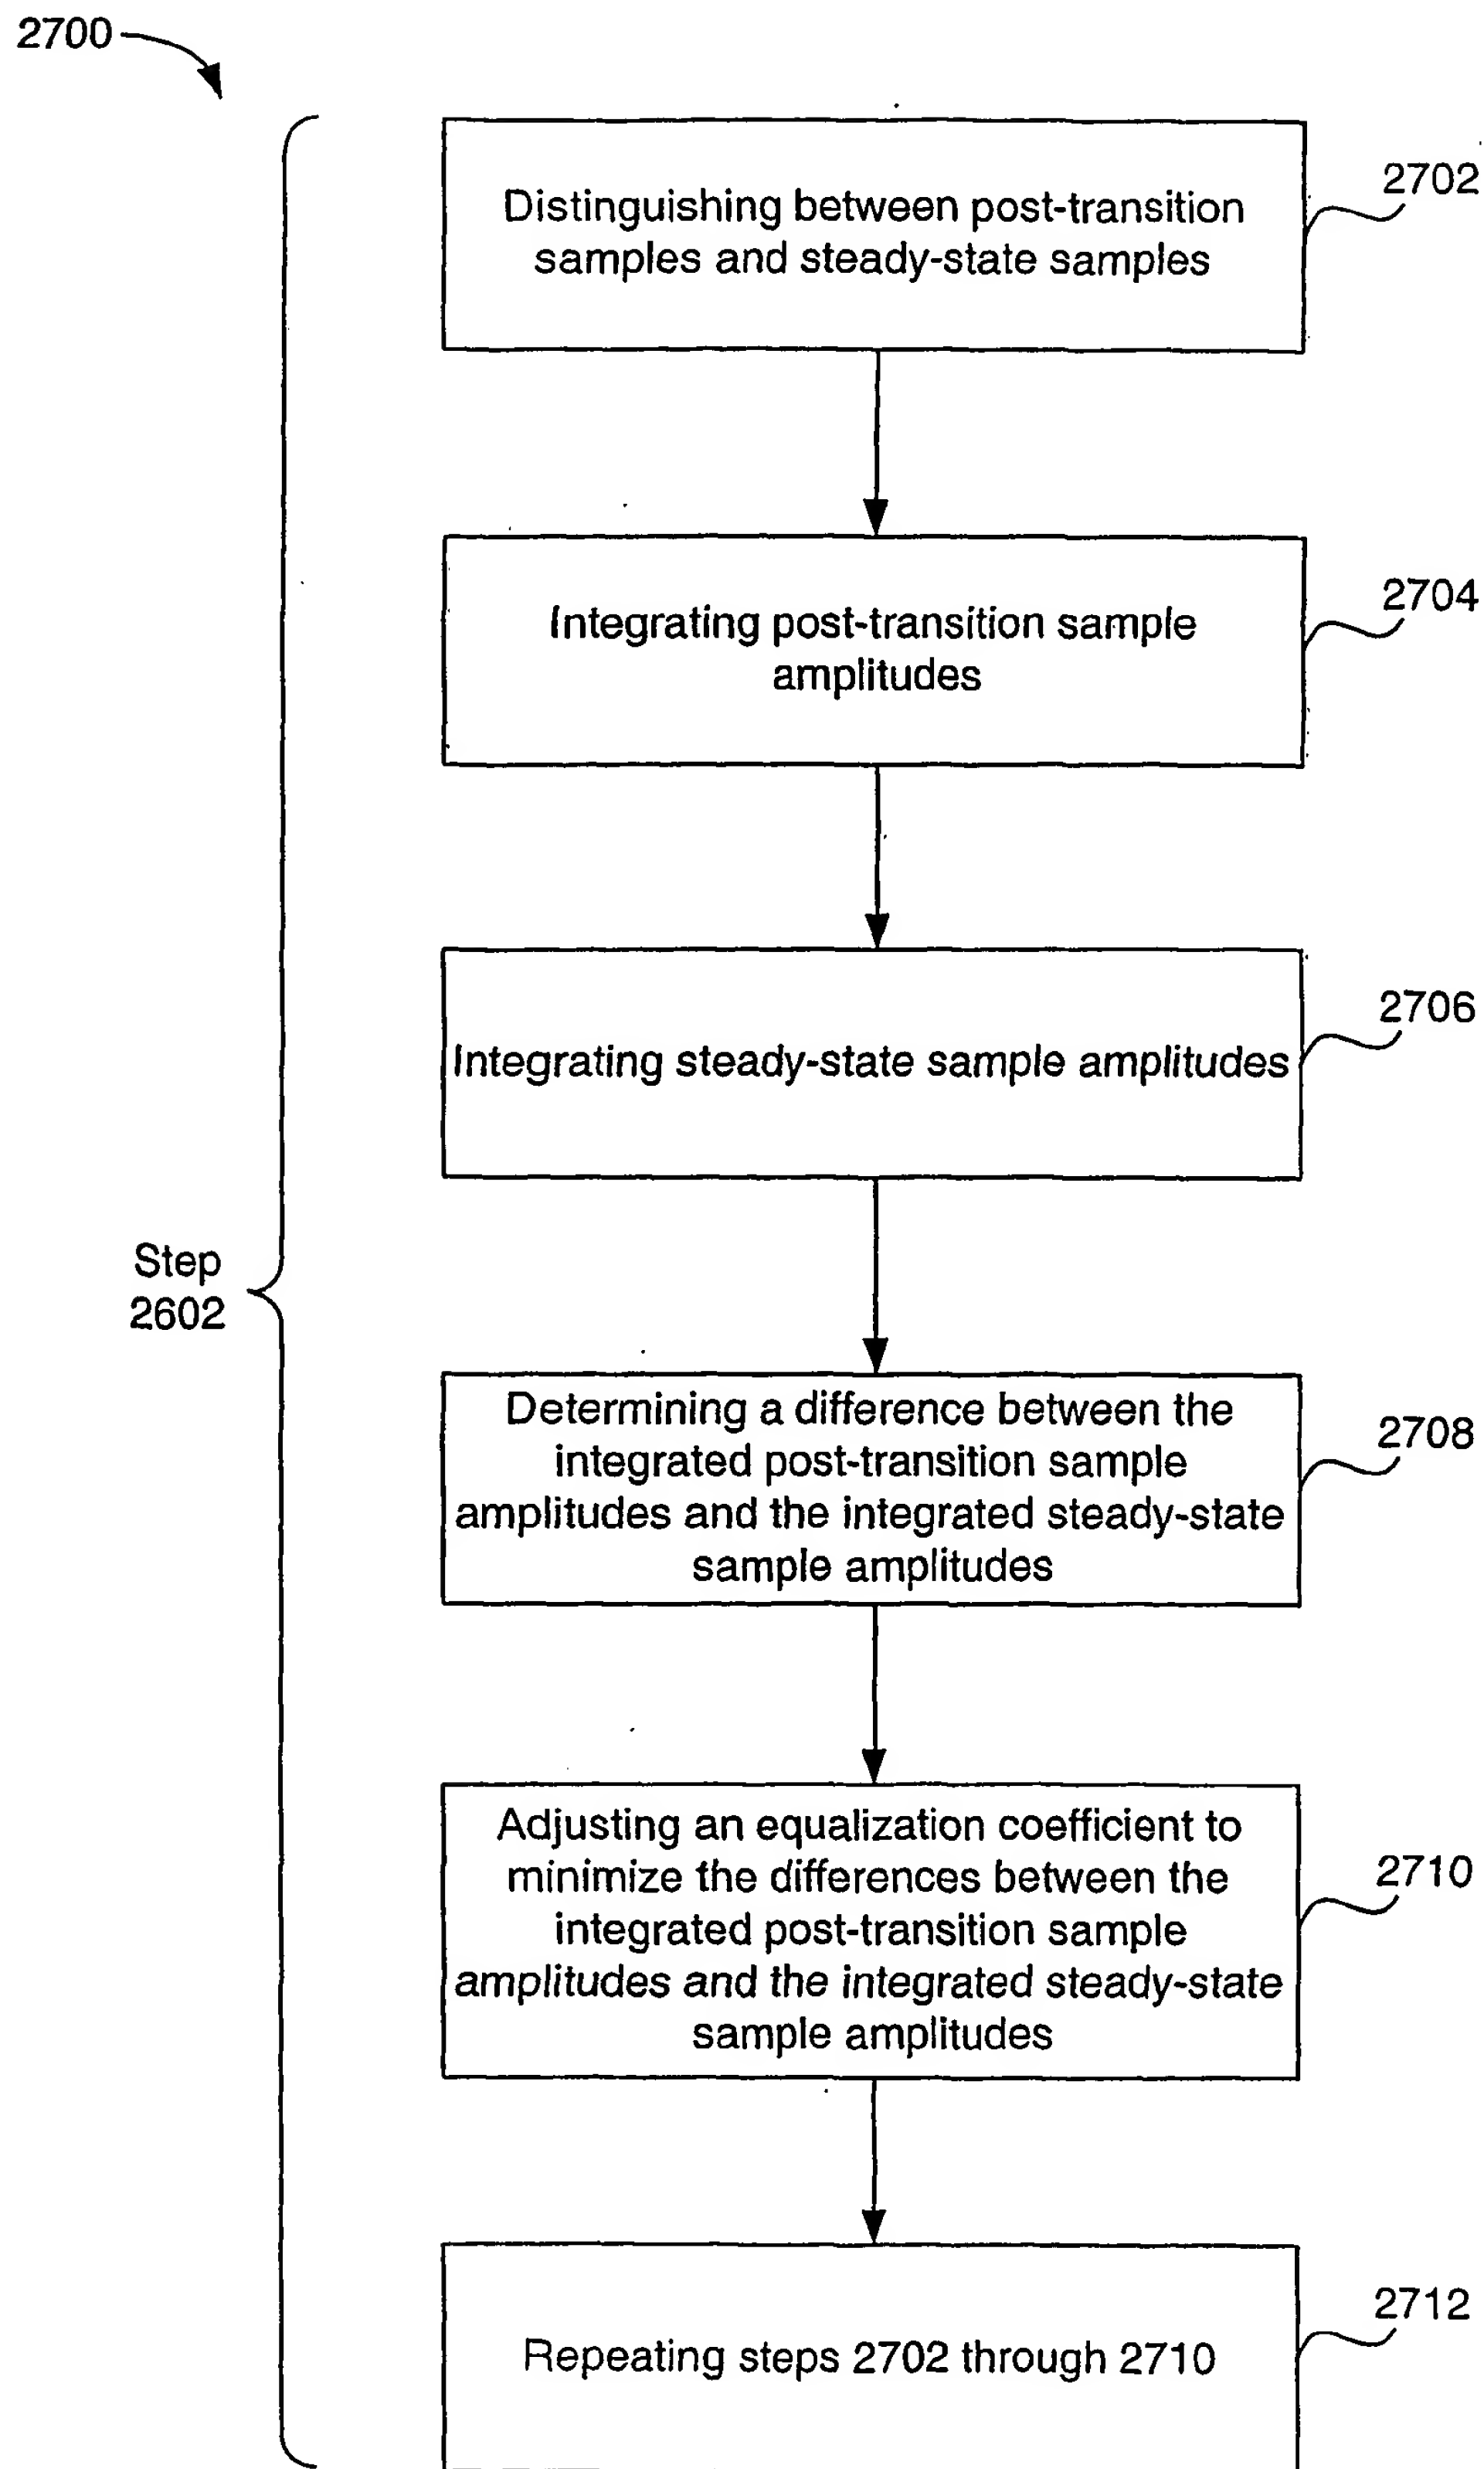 2700
Distinguishing between post-transition
samples and steady-state samples
2702
Integrating post-transition sample
amplitudes
2704
Integrating steady-state sample amplitudes
2706
Step
2602
Determining a difference between the
integrated post-transition sample
amplitudes and the integrated steady-state
sample amplitudes
2708
Adjusting an equalization coefficient to
minimize the differences between the
integrated post-transition sample
amplitudes and the integrated steady-state
sample amplitudes
2710
Repeating steps 2702 through 2710
2712